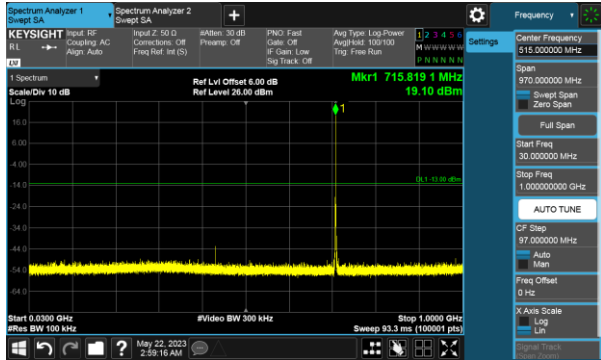 Spectrum Analyzer 1
Swept SA
Spectrum Analyzer 2
Swept SA
+
Frequency
KEYSIGHT
RL
LW
Input: RF
Coupling: AC
Align: Auto
Input Z: 50 Ω
Corrections: Off
Freq Ref: Int (S)
#Atten: 30 dB
Preamp: Off
PNO: Fast
Gate: Off
IF Gain: Low
Sig Track: Off
Avg Type: Log-Power
Avg|Hold: 100/100
Trig: Free Run
1 2 3 4 5 6
M W W W W W
P N N N N N
Settings
1 Spectrum
Scale/Div 10 dB
Ref Lvl Offset 6.00 dB
Ref Level 26.00 dBm
Mkr1 715.819 1 MHz
19.10 dBm
Log
1
16.0
6.00
-4.00
-14.0
-24.0
-34.0
-44.0
-54.0
-64.0
DL1 -13.00 dBm
Start 0.0300 GHz
#Res BW 100 kHz
#Video BW 300 kHz
Stop 1.0000 GHz
Sweep 93.3 ms (100001 pts)
Center Frequency
515.000000 MHz
Span
970.000000 MHz
Swept Span
Zero Span
Full Span
Start Freq
30.000000 MHz
Stop Freq
1.000000000 GHz
AUTO TUNE
CF Step
97.000000 MHz
Auto
Man
Freq Offset
0 Hz
X Axis Scale
Log
Lin
Signal Track
(Span Zoom)
?
May 22, 2023
2:59:16 AM